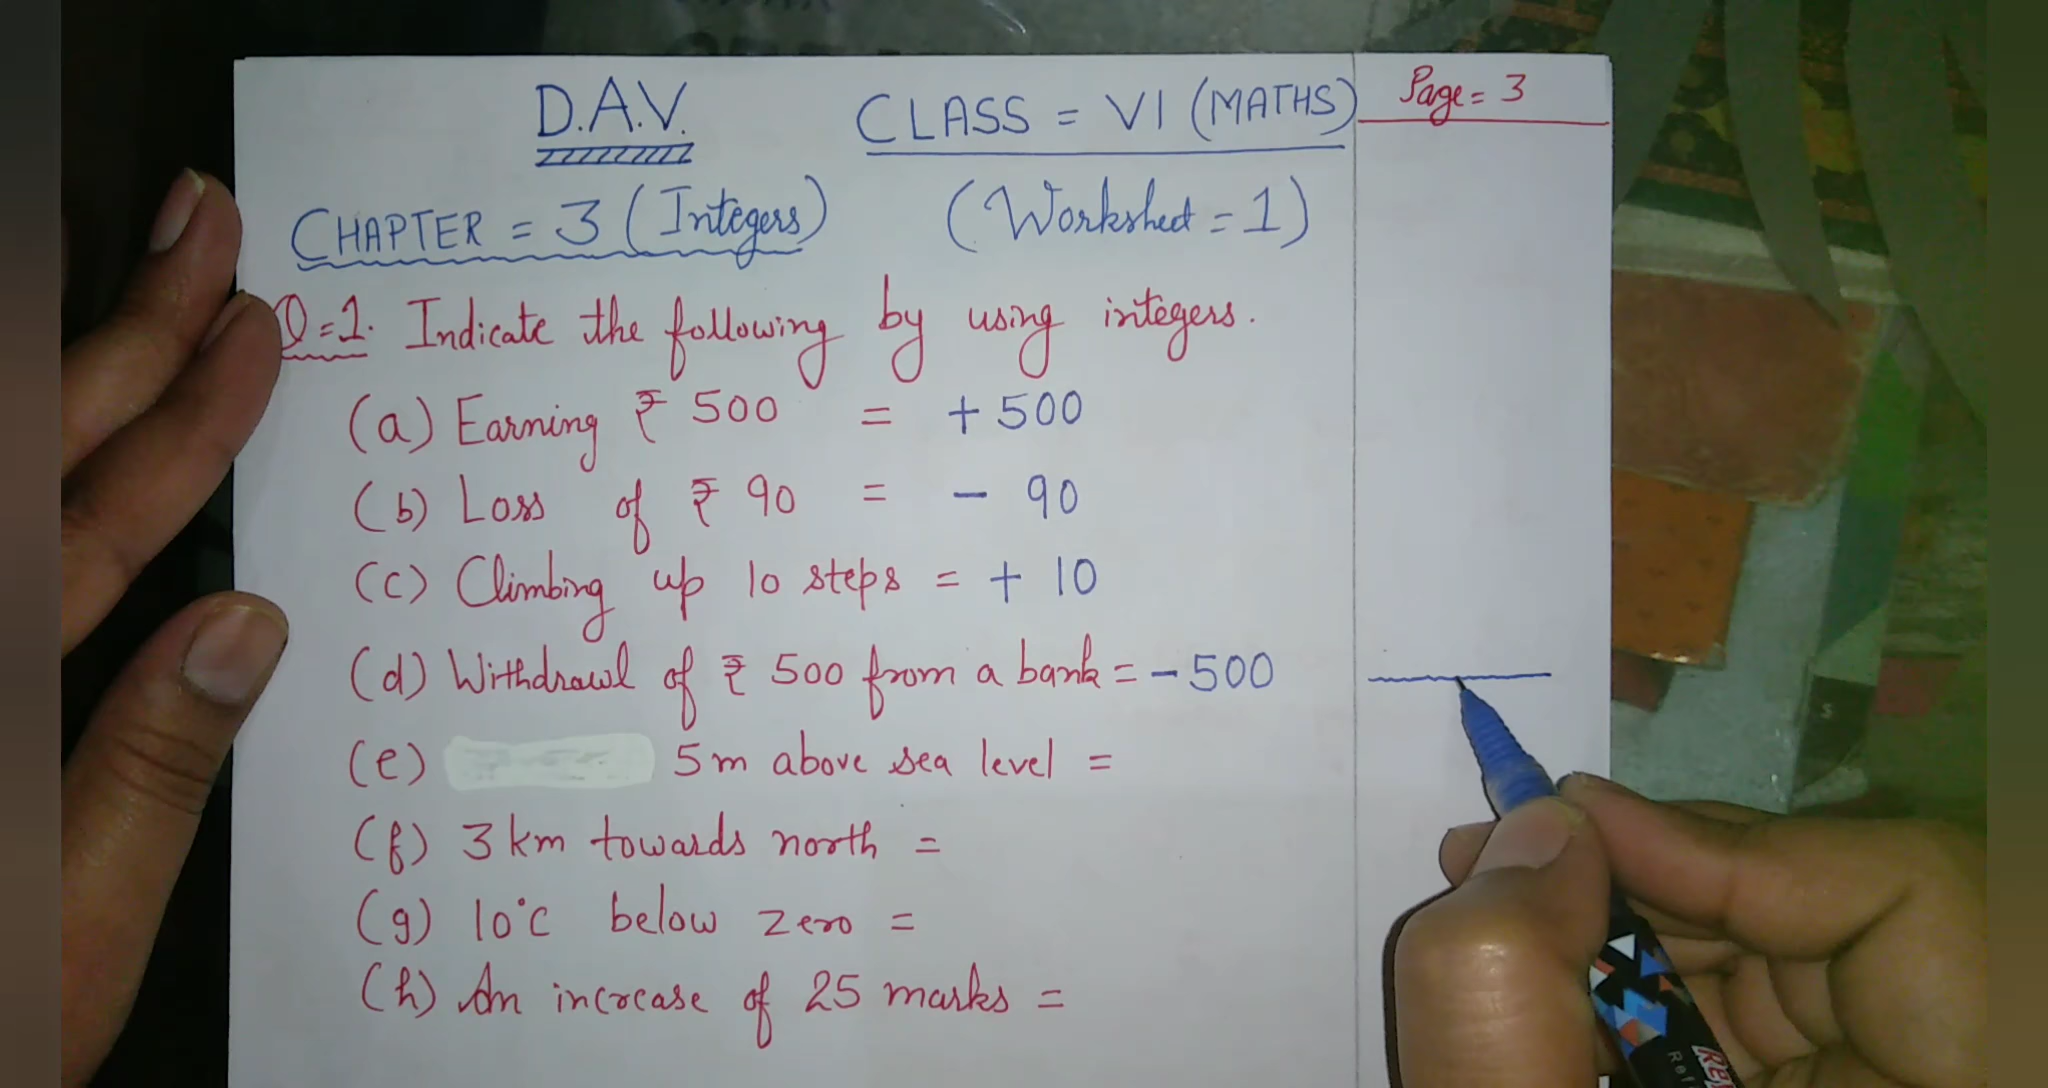 D.A.V. CLASS = VI (MATHS) Page = 3
CHAPTER = 3 (Integers) (Worksheet = 1)
Q=1. Indicate the following by using integers.
(a) Earning ₹ 500 = + 500
(b) Loss of ₹ 90 = - 90
(c) Climbing up 10 steps = + 10
(d) Withdrawl of ₹ 500 from a bank = - 500
(e) 5 m above sea level =
(f) 3 km towards north =
(g) 10°C below zero =
(h) An increase of 25 marks =